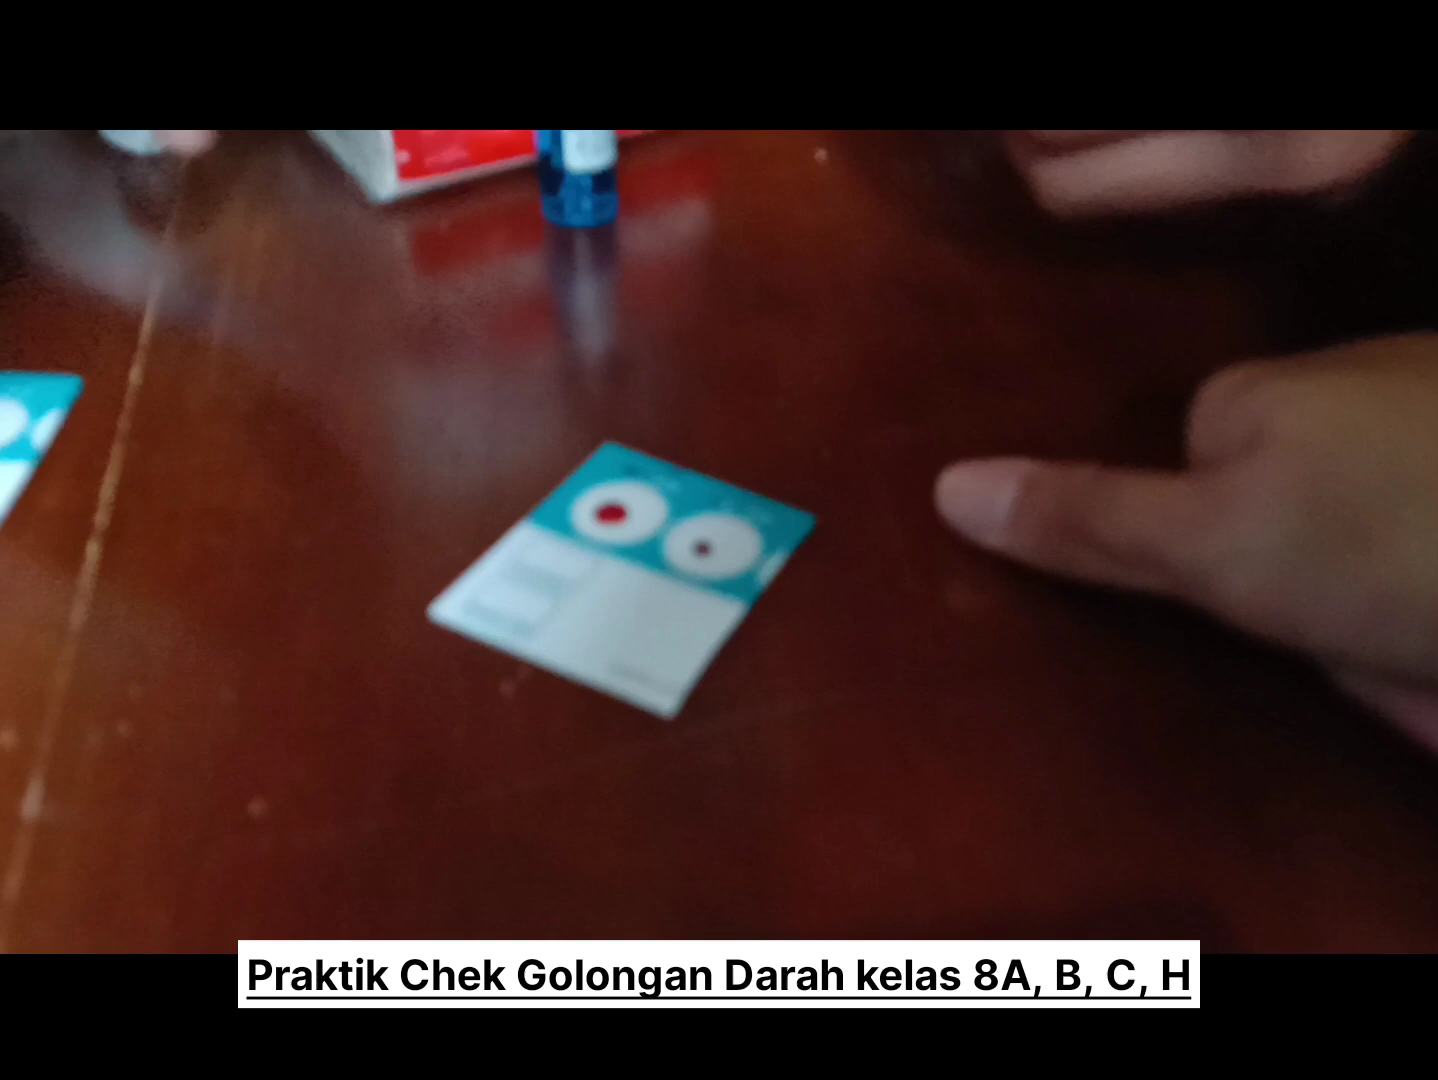 Praktik Chek Golongan Darah kelas 8A, B, C, H